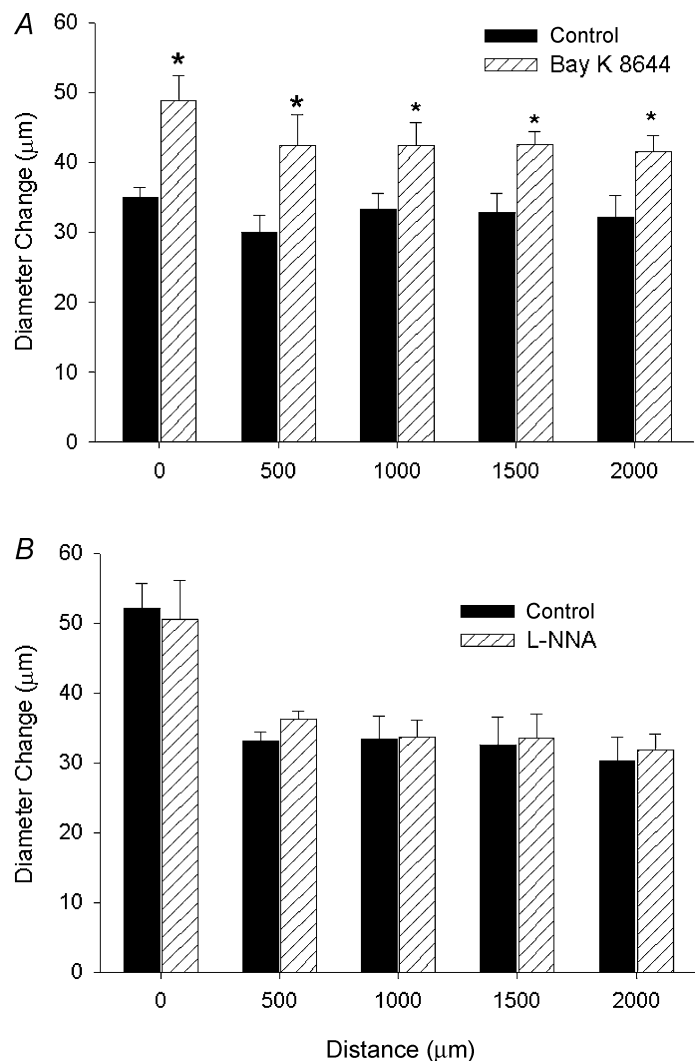 A
60
50
40
30
20
10
0
Diameter Change (μm)
Control
Bay K 8644
* * * * *
0 500 1000 1500 2000
B
60
50
40
30
20
10
0
Diameter Change (μm)
Control
L-NNA
0 500 1000 1500 2000
Distance (μm)